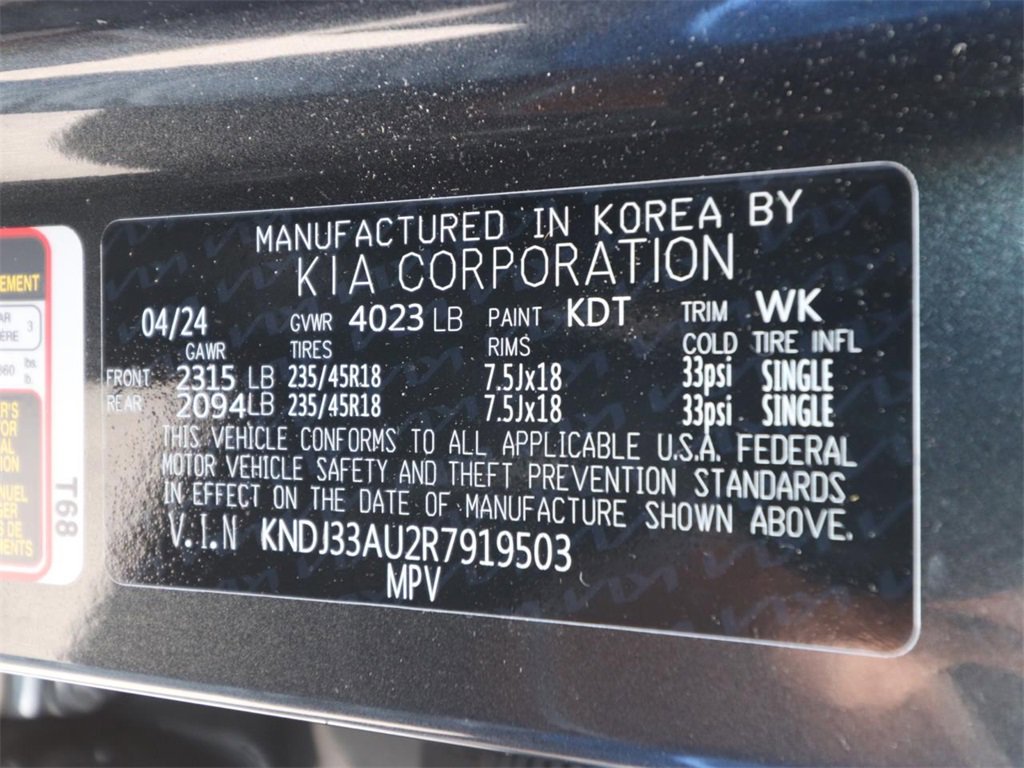 MANUFACTURED IN KOREA BY
KIA CORPORATION
04/24 GVWR 4023 LB PAINT KDT TRIM WK
GAWR TIRES RIMS COLD TIRE INFL
FRONT 2315 LB 235/45R18 7.5Jx18 33psi SINGLE
REAR 2094 LB 235/45R18 7.5Jx18 33psi SINGLE
THIS VEHICLE CONFORMS TO ALL APPLICABLE U.S.A. FEDERAL
MOTOR VEHICLE SAFETY AND THEFT PREVENTION STANDARDS
IN EFFECT ON THE DATE OF MANUFACTURE SHOWN ABOVE.
V.I.N KNDJ33AU2R7919503
MPV
T68
3
lbs.